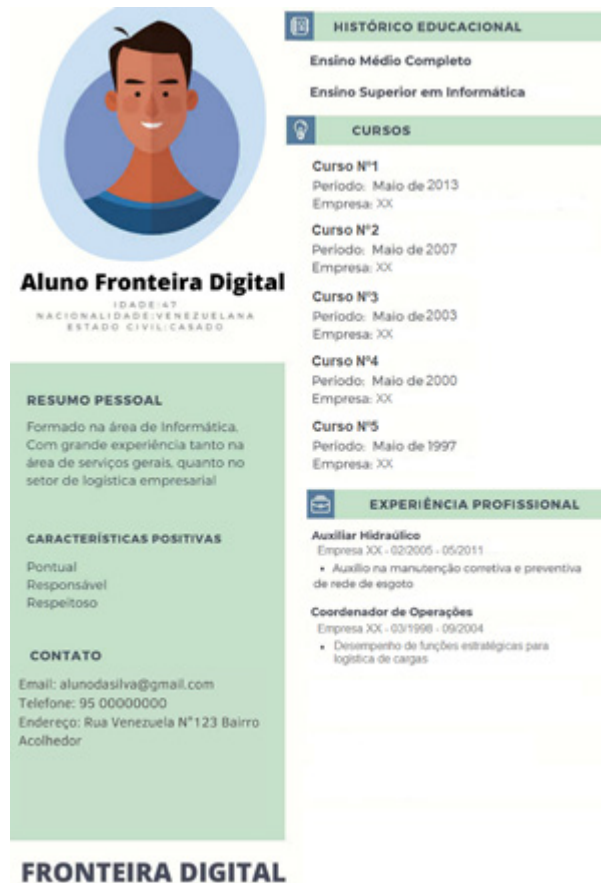 Aluno Fronteira Digital
IDADE:47
NACIONALIDADE:VENEZUELANA
ESTADO CIVIL:CASADO
RESUMO PESSOAL
Formado na área de Informática.
Com grande experiência tanto na
área de serviços gerais, quanto no
setor de logística empresarial
CARACTERÍSTICAS POSITIVAS
Pontual
Responsável
Respeitoso
CONTATO
Email: alunodasilva@gmail.com
Telefone: 95 00000000
Endereço: Rua Venezuela N°123 Bairro
Acolhedor
FRONTEIRA DIGITAL
HISTÓRICO EDUCACIONAL
Ensino Médio Completo
Ensino Superior em Informática
CURSOS
Curso Nº1
Período: Maio de 2013
Empresa: XX
Curso N°2
Período: Maio de 2007
Empresa: XX
Curso N°3
Período: Maio de 2003
Empresa: XX
Curso Nº4
Período: Maio de 2000
Empresa: XX
Curso Nº5
Período: Maio de 1997
Empresa: XX
EXPERIÊNCIA PROFISSIONAL
Auxiliar Hidraúlico
Empresa XX - 02/2005 - 05/2011
• Auxílio na manutenção corretiva e preventiva
de rede de esgoto
Coordenador de Operações
Empresa XX - 03/1998 - 09/2004
• Desempenho de funções estratégicas para
logística de cargas